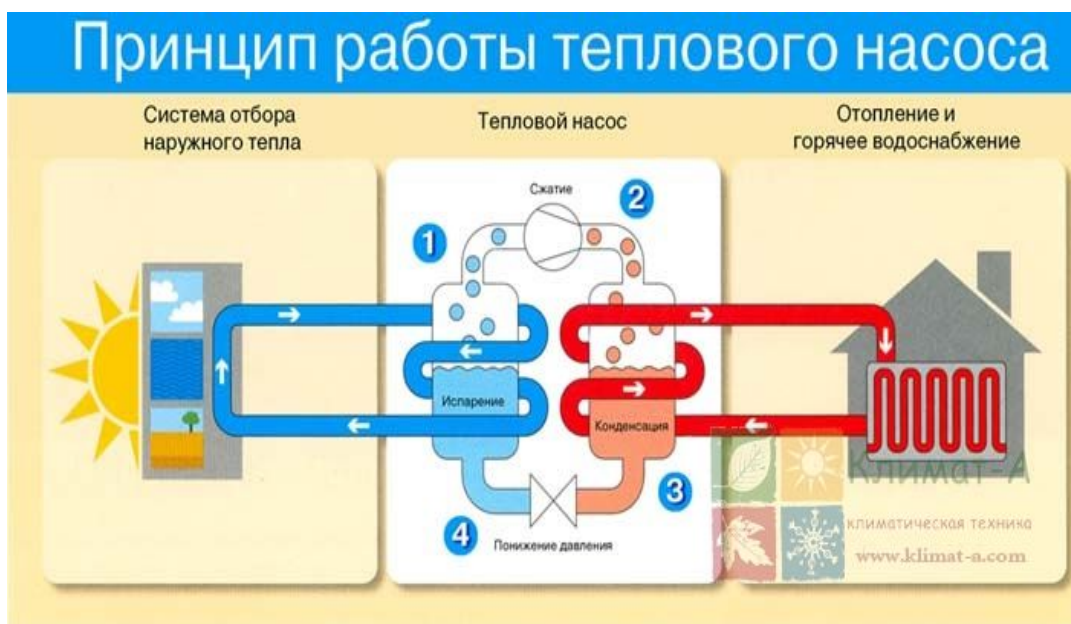 Принцип работы теплового насоса
Система отбора
наружного тепла
Тепловой насос
Отопление и
горячее водоснабжение
Сжатие
1
2
Испарение
Конденсация
3
4
Понижение давления
Климат-А
климатическая техника
www.klimat-a.com